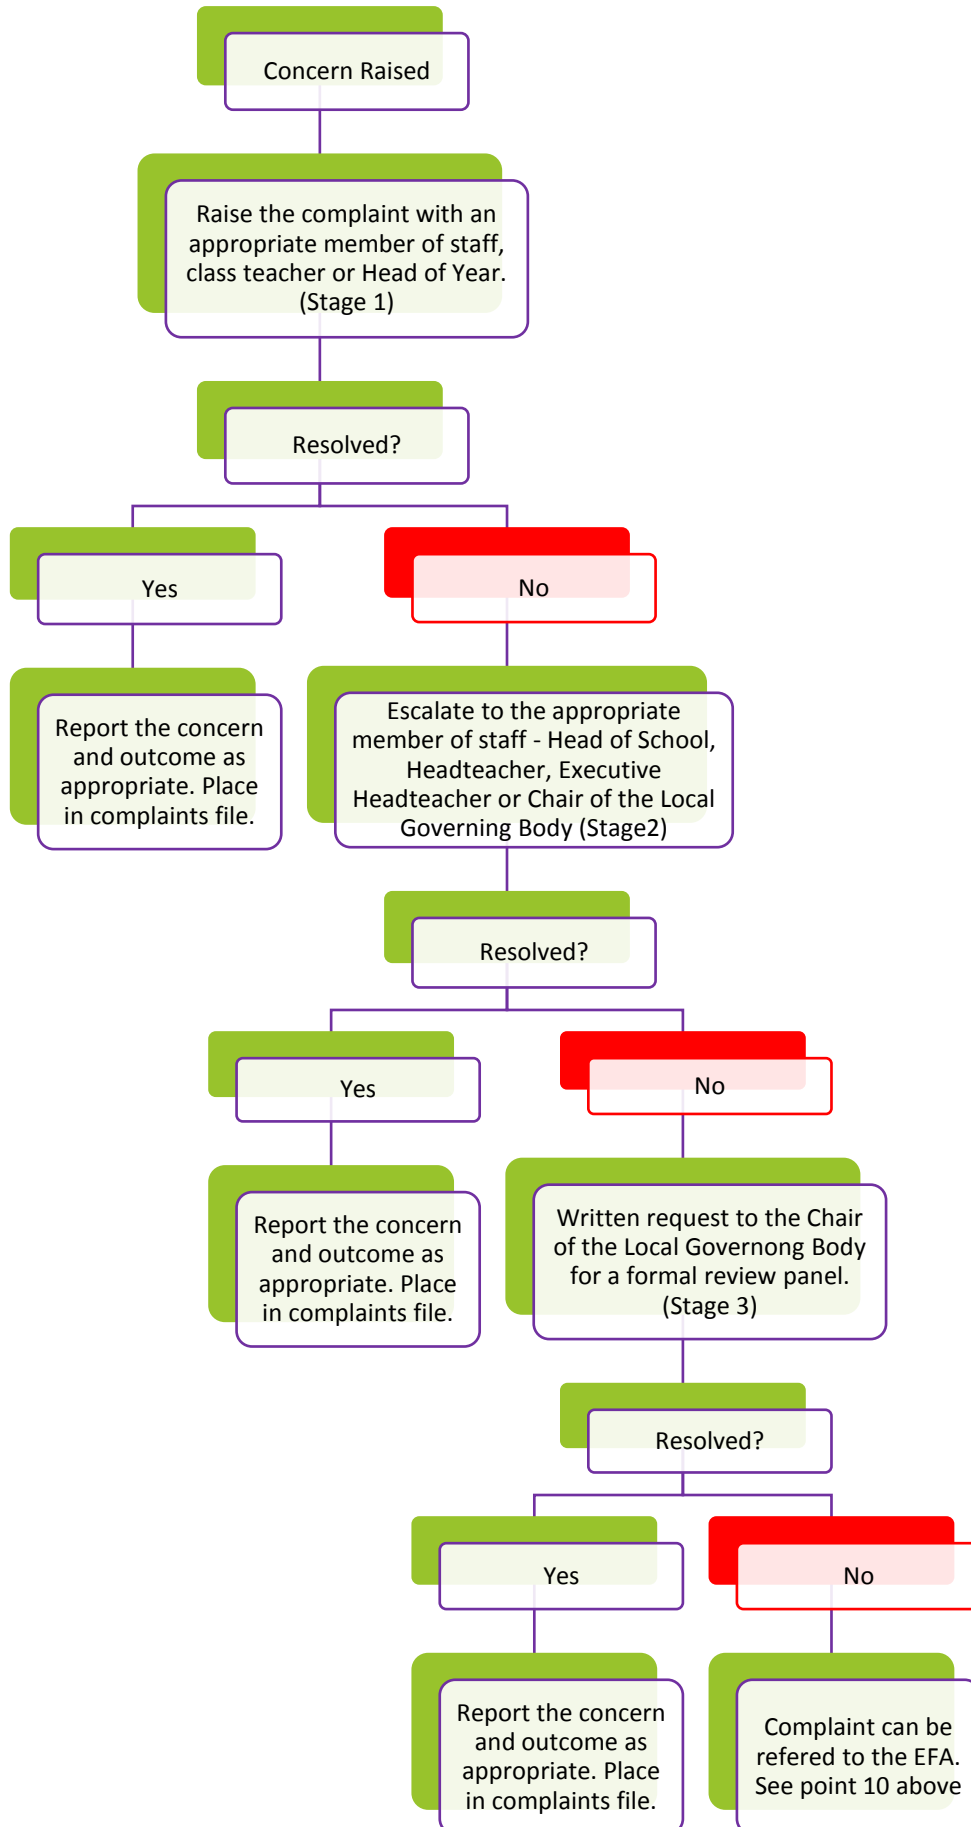 Concern Raised
Raise the complaint with an
appropriate member of staff,
class teacher or Head of Year.
(Stage 1)
Resolved?
Yes
No
Report the concern
and outcome as
appropriate. Place
in complaints file.
Escalate to the appropriate
member of staff - Head of School,
Headteacher, Executive
Headteacher or Chair of the Local
Governing Body (Stage2)
Resolved?
Yes
No
Report the concern
and outcome as
appropriate. Place
in complaints file.
Written request to the Chair
of the Local Governong Body
for a formal review panel.
(Stage 3)
Resolved?
Yes
No
Report the concern
and outcome as
appropriate. Place
in complaints file.
Complaint can be
refered to the EFA.
See point 10 above